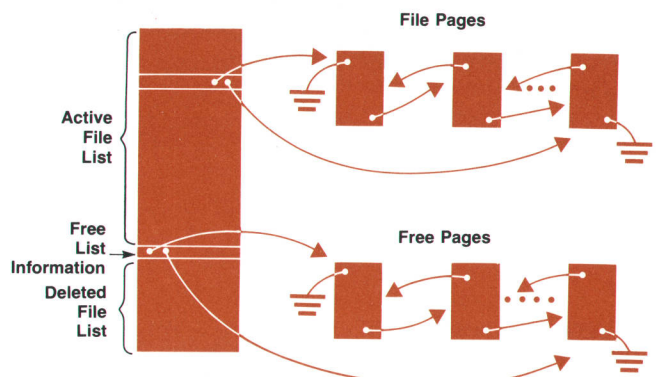 File Pages
Active
File
List
Free
List
Information
Free Pages
Deleted
File
List